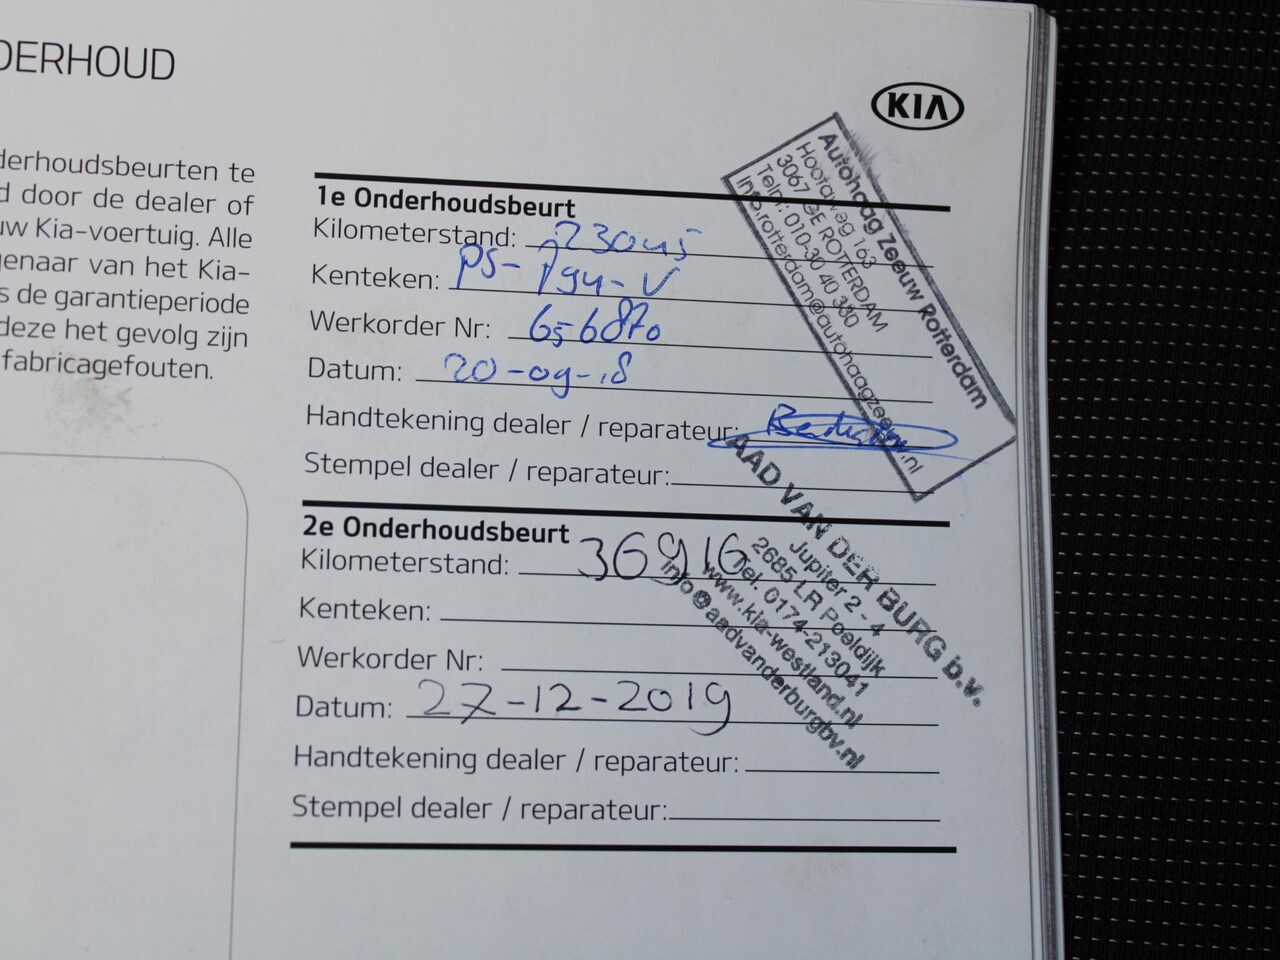 DERHOUD
KIA
derhoudsbeurten te
d door de dealer of
uw Kia-voertuig. Alle
genaar van het Kia-
s de garantieperiode
deze het gevolg zijn
fabricagefouten.
1e Onderhoudsbeurt
Kilometerstand: 23045
Kenteken: PS-194-V
Werkorder Nr: 656870
Datum: 20-09-18
Handtekening dealer / reparateur:
Stempel dealer / reparateur:
Autohaag Zeeuw Rotterdam
163
3067 GE ROTTERDAM
Telnr: 010-30 40 330
Info.rotterdam@autohaagzeeuw.nl
2e Onderhoudsbeurt
Kilometerstand: 36916
Kenteken:
Werkorder Nr:
Datum: 27-12-2019
Handtekening dealer / reparateur:
Stempel dealer / reparateur:
AAD VAN DER BURG b.v.
Jupiter 2 - 4
2685 LR Poeldijk
Tel. 0174-213041
www.kia-westland.nl
info@aadvanderburgbv.nl